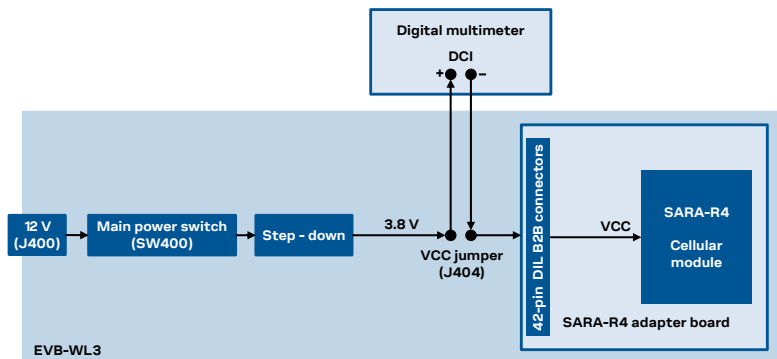 Digital multimeter
DCI
+ −
12 V
(J400)
Main power switch
(SW400)
Step - down
3.8 V
VCC jumper
(J404)
42-pin DIL B2B connectors
VCC
SARA-R4
Cellular
module
SARA-R4 adapter board
EVB-WL3